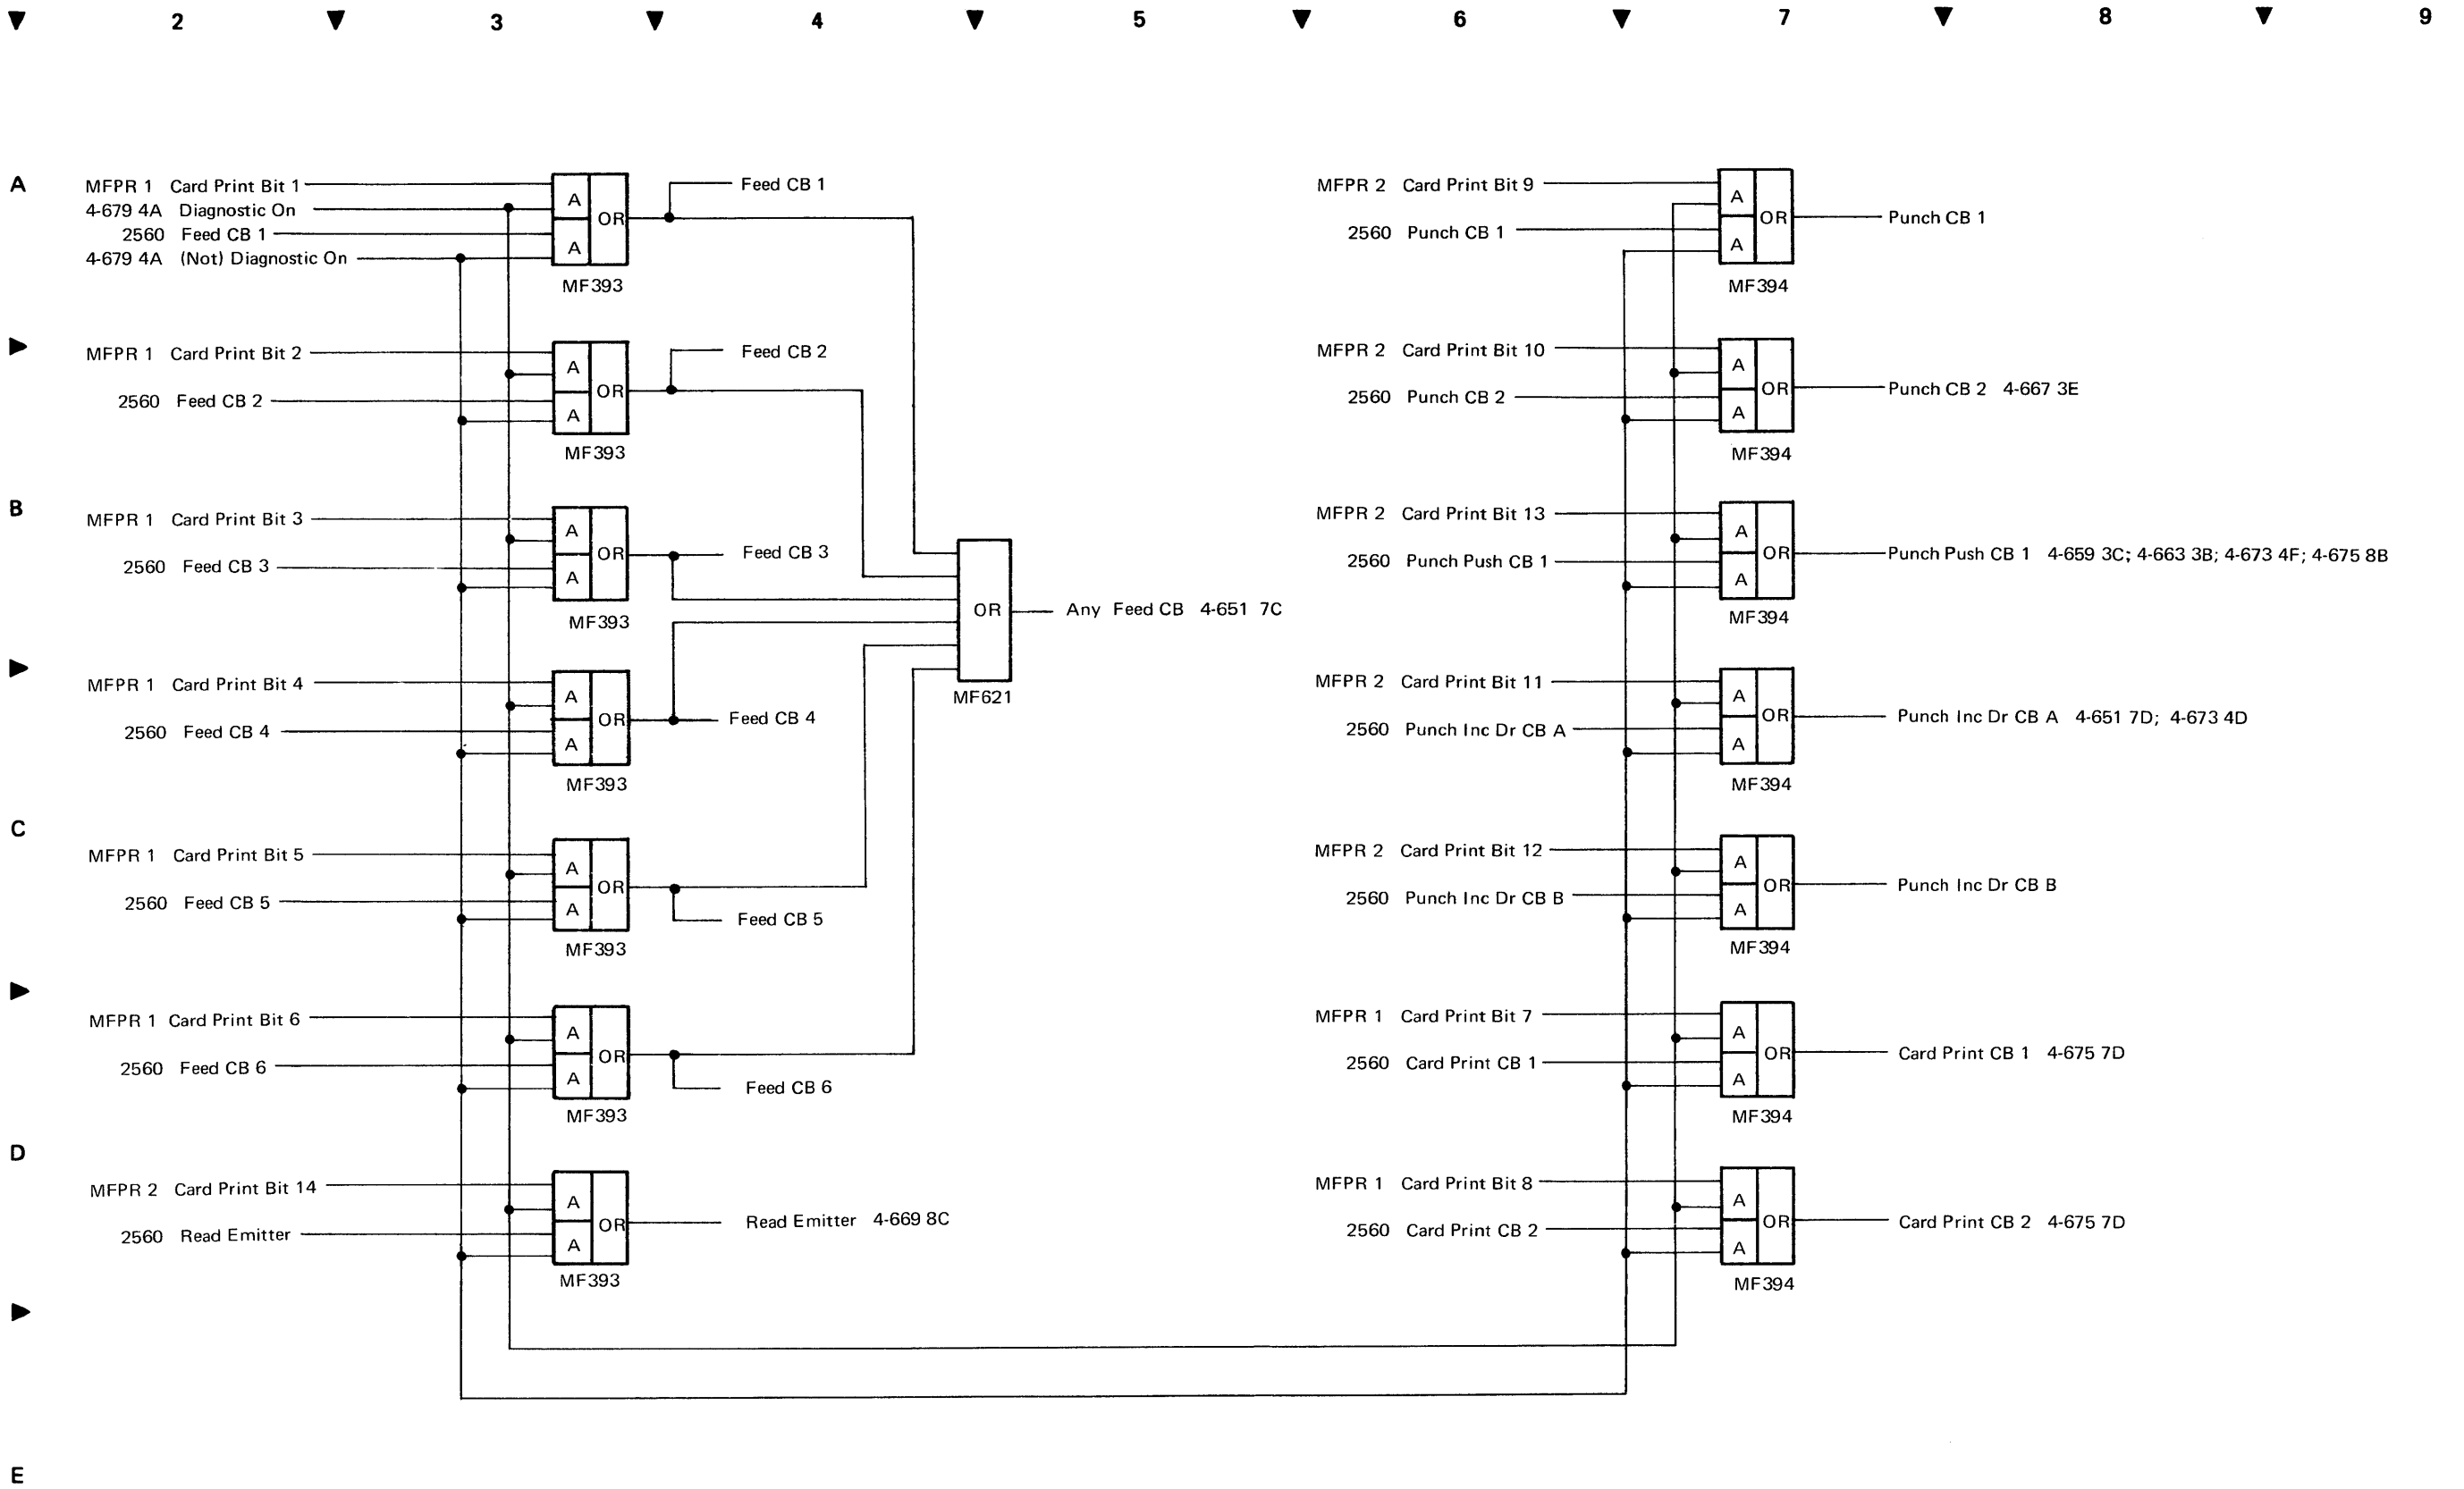 2 3 4 5 6 7 8 9
A
MFPR 1 Card Print Bit 1
4-679 4A Diagnostic On
2560 Feed CB 1
4-679 4A (Not) Diagnostic On
A
OR
A
MF393
Feed CB 1
MFPR 1 Card Print Bit 2
2560 Feed CB 2
A
OR
A
MF393
Feed CB 2
B
MFPR 1 Card Print Bit 3
2560 Feed CB 3
A
OR
A
MF393
Feed CB 3
OR
MF621
Any Feed CB 4-651 7C
MFPR 1 Card Print Bit 4
2560 Feed CB 4
A
OR
A
MF393
Feed CB 4
C
MFPR 1 Card Print Bit 5
2560 Feed CB 5
A
OR
A
MF393
Feed CB 5
MFPR 1 Card Print Bit 6
2560 Feed CB 6
A
OR
A
MF393
Feed CB 6
D
MFPR 2 Card Print Bit 14
2560 Read Emitter
A
OR
A
MF393
Read Emitter 4-669 8C
E
MFPR 2 Card Print Bit 9
2560 Punch CB 1
A
OR
A
MF394
Punch CB 1
MFPR 2 Card Print Bit 10
2560 Punch CB 2
A
OR
A
MF394
Punch CB 2 4-667 3E
MFPR 2 Card Print Bit 13
2560 Punch Push CB 1
A
OR
A
MF394
Punch Push CB 1 4-659 3C; 4-663 3B; 4-673 4F; 4-675 8B
MFPR 2 Card Print Bit 11
2560 Punch Inc Dr CB A
A
OR
A
MF394
Punch Inc Dr CB A 4-651 7D; 4-673 4D
MFPR 2 Card Print Bit 12
2560 Punch Inc Dr CB B
A
OR
A
MF394
Punch Inc Dr CB B
MFPR 1 Card Print Bit 7
2560 Card Print CB 1
A
OR
A
MF394
Card Print CB 1 4-675 7D
MFPR 1 Card Print Bit 8
2560 Card Print CB 2
A
OR
A
MF394
Card Print CB 2 4-675 7D